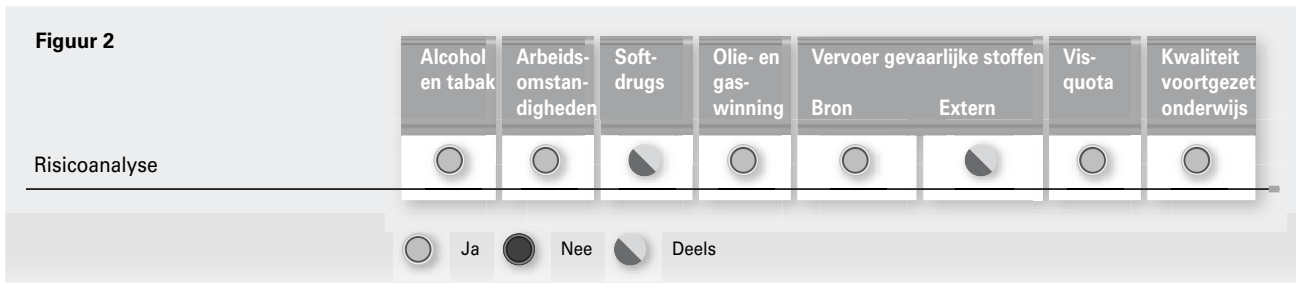 Figuur 2
Alcohol
en tabak
Arbeids-
omstan-
digheden
Soft-
drugs
Olie- en
gas-
winning
Vervoer gevaarlijke stoffen
Bron Extern
Vis-
quota
Kwaliteit
voortgezet
onderwijs
Risicoanalyse
Ja Nee Deels